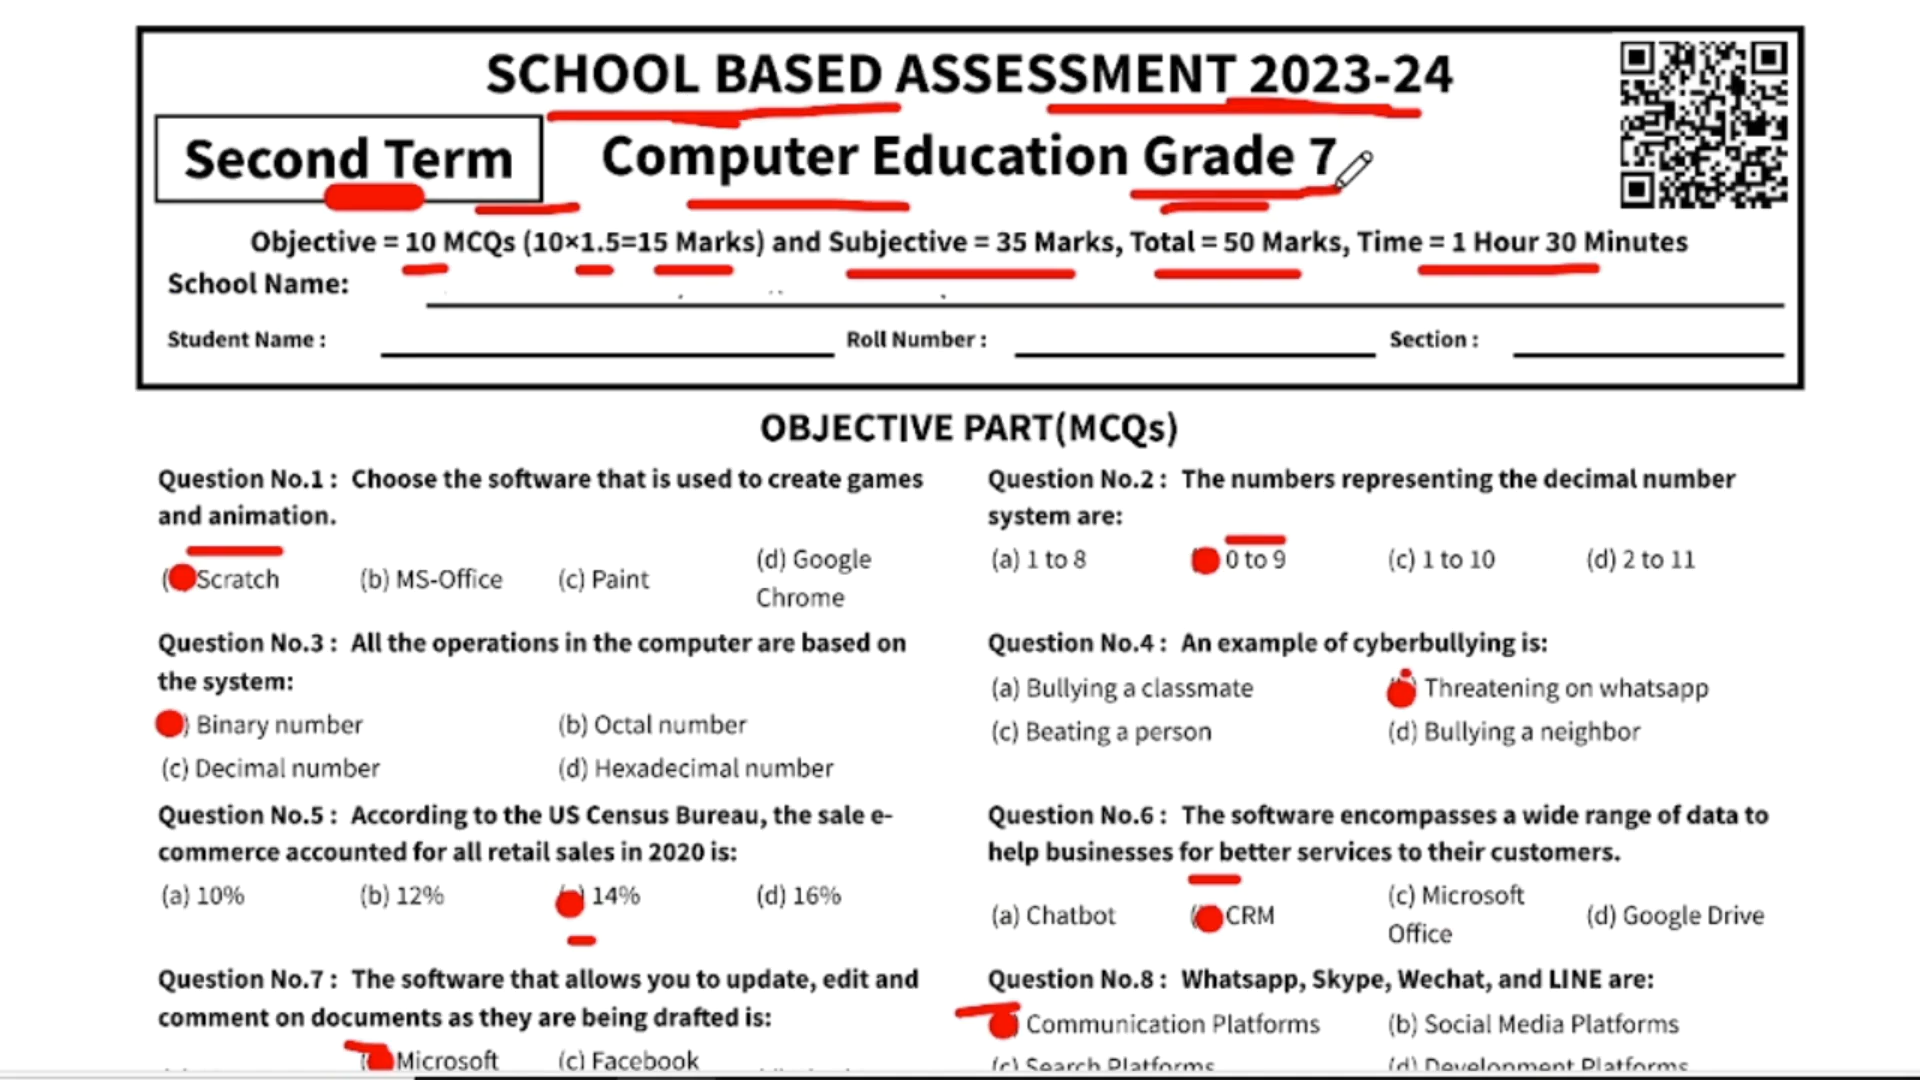 SCHOOL BASED ASSESSMENT 2023-24
Second Term
Computer Education Grade 7
Objective = 10 MCQs (10×1.5=15 Marks) and Subjective = 35 Marks, Total = 50 Marks, Time = 1 Hour 30 Minutes
School Name:
Student Name :
Roll Number :
Section :
OBJECTIVE PART(MCQs)
Question No.1 : Choose the software that is used to create games
and animation.
Scratch
(b) MS-Office
(c) Paint
(d) Google
Chrome
Question No.2 : The numbers representing the decimal number
system are:
(a) 1 to 8
0 to 9
(c) 1 to 10
(d) 2 to 11
Question No.3 : All the operations in the computer are based on
the system:
Binary number
(b) Octal number
(c) Decimal number
(d) Hexadecimal number
Question No.4 : An example of cyberbullying is:
(a) Bullying a classmate
Threatening on whatsapp
(c) Beating a person
(d) Bullying a neighbor
Question No.5 : According to the US Census Bureau, the sale e-
commerce accounted for all retail sales in 2020 is:
(a) 10%
(b) 12%
14%
(d) 16%
Question No.6 : The software encompasses a wide range of data to
help businesses for better services to their customers.
(a) Chatbot
CRM
(c) Microsoft
Office
(d) Google Drive
Question No.7 : The software that allows you to update, edit and
comment on documents as they are being drafted is:
Microsoft
(c) Facebook
Question No.8 : Whatsapp, Skype, Wechat, and LINE are:
Communication Platforms
(b) Social Media Platforms
(c) Search Platforms
(d) Development Platforms